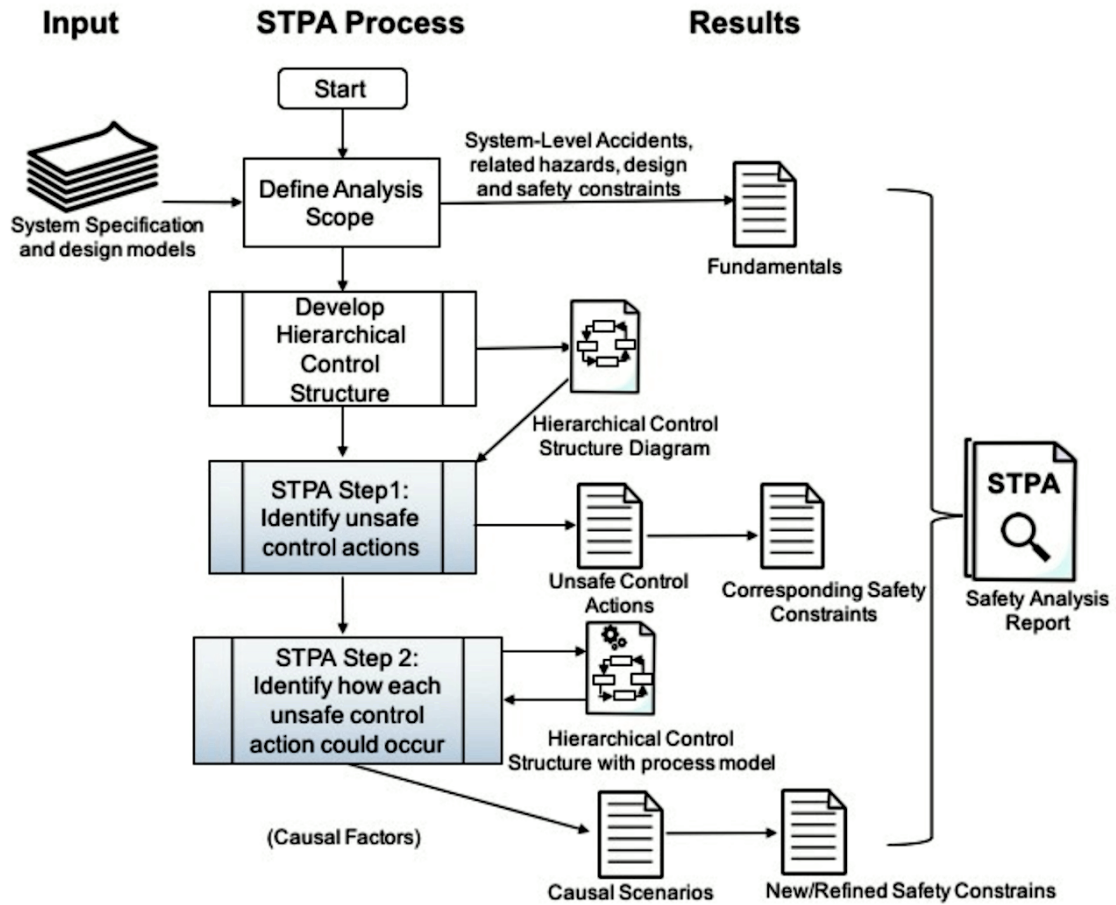 Input
STPA Process
Results
Start
System-Level Accidents,
related hazards, design
and safety constraints
Define Analysis
Scope
System Specification
and design models
Fundamentals
Develop
Hierarchical
Control
Structure
Hierarchical Control
Structure Diagram
STPA Step1:
Identify unsafe
control actions
Unsafe Control
Actions
Corresponding Safety
Constraints
STPA
Safety Analysis
Report
STPA Step 2:
Identify how each
unsafe control
action could occur
Hierarchical Control
Structure with process model
(Causal Factors)
Causal Scenarios
New/Refined Safety Constrains